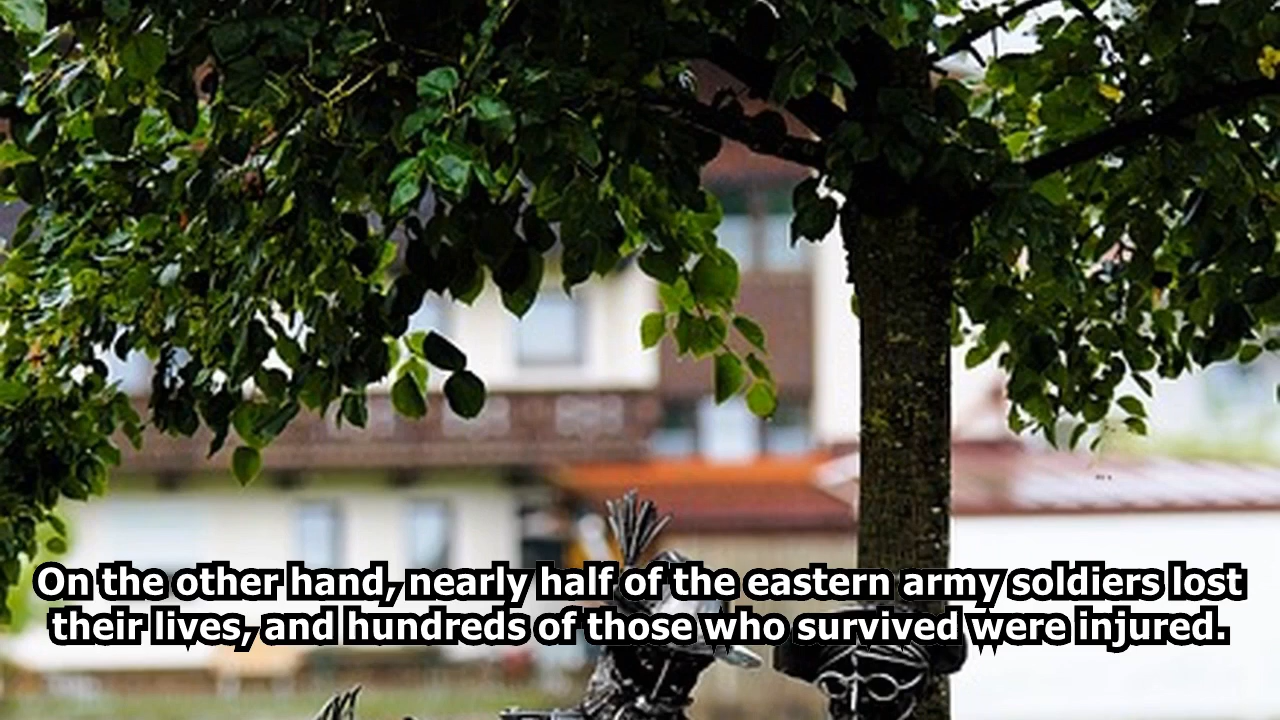 On the other hand, nearly half of the eastern army soldiers lost
their lives, and hundreds of those who survived were injured.